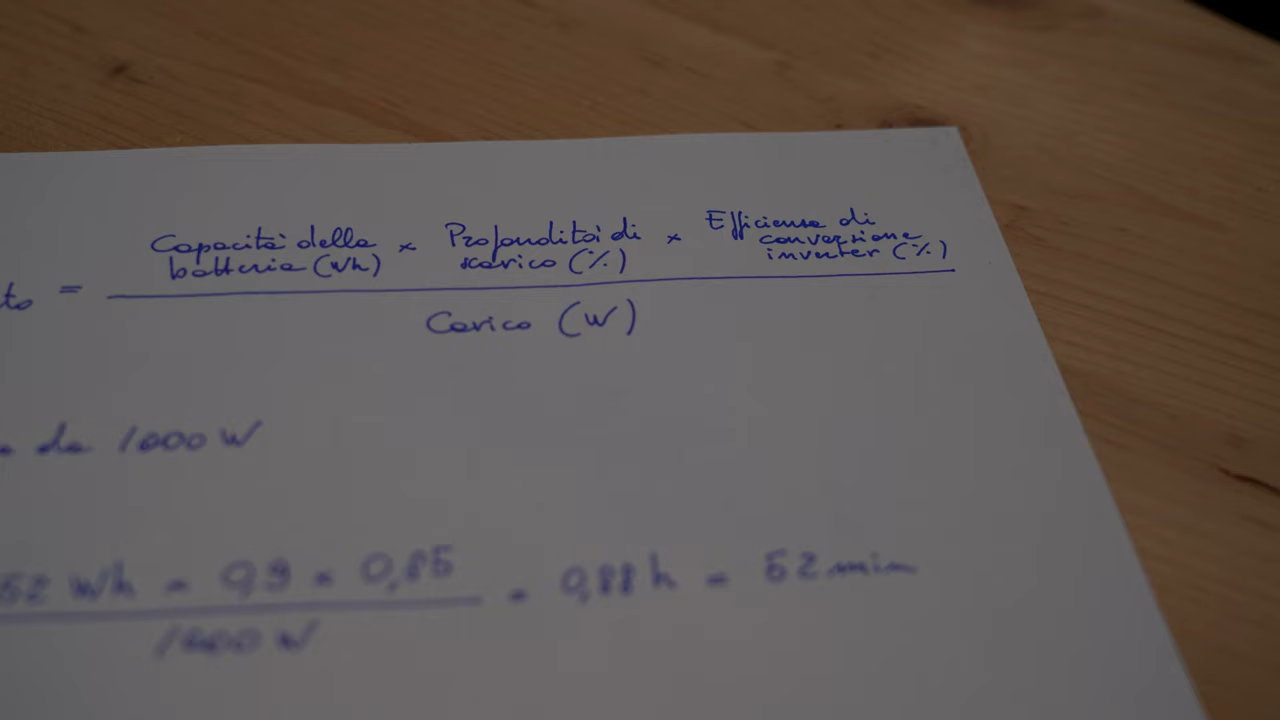 Capacità della × Profondità di × Efficienza di
batteria (Wh) scarico (%) conversione
inverter (%)
to =
Carico (W)
da 1000 W
52 Wh × 0,9 × 0,85 = 0,88 h = 52 min
1000 W